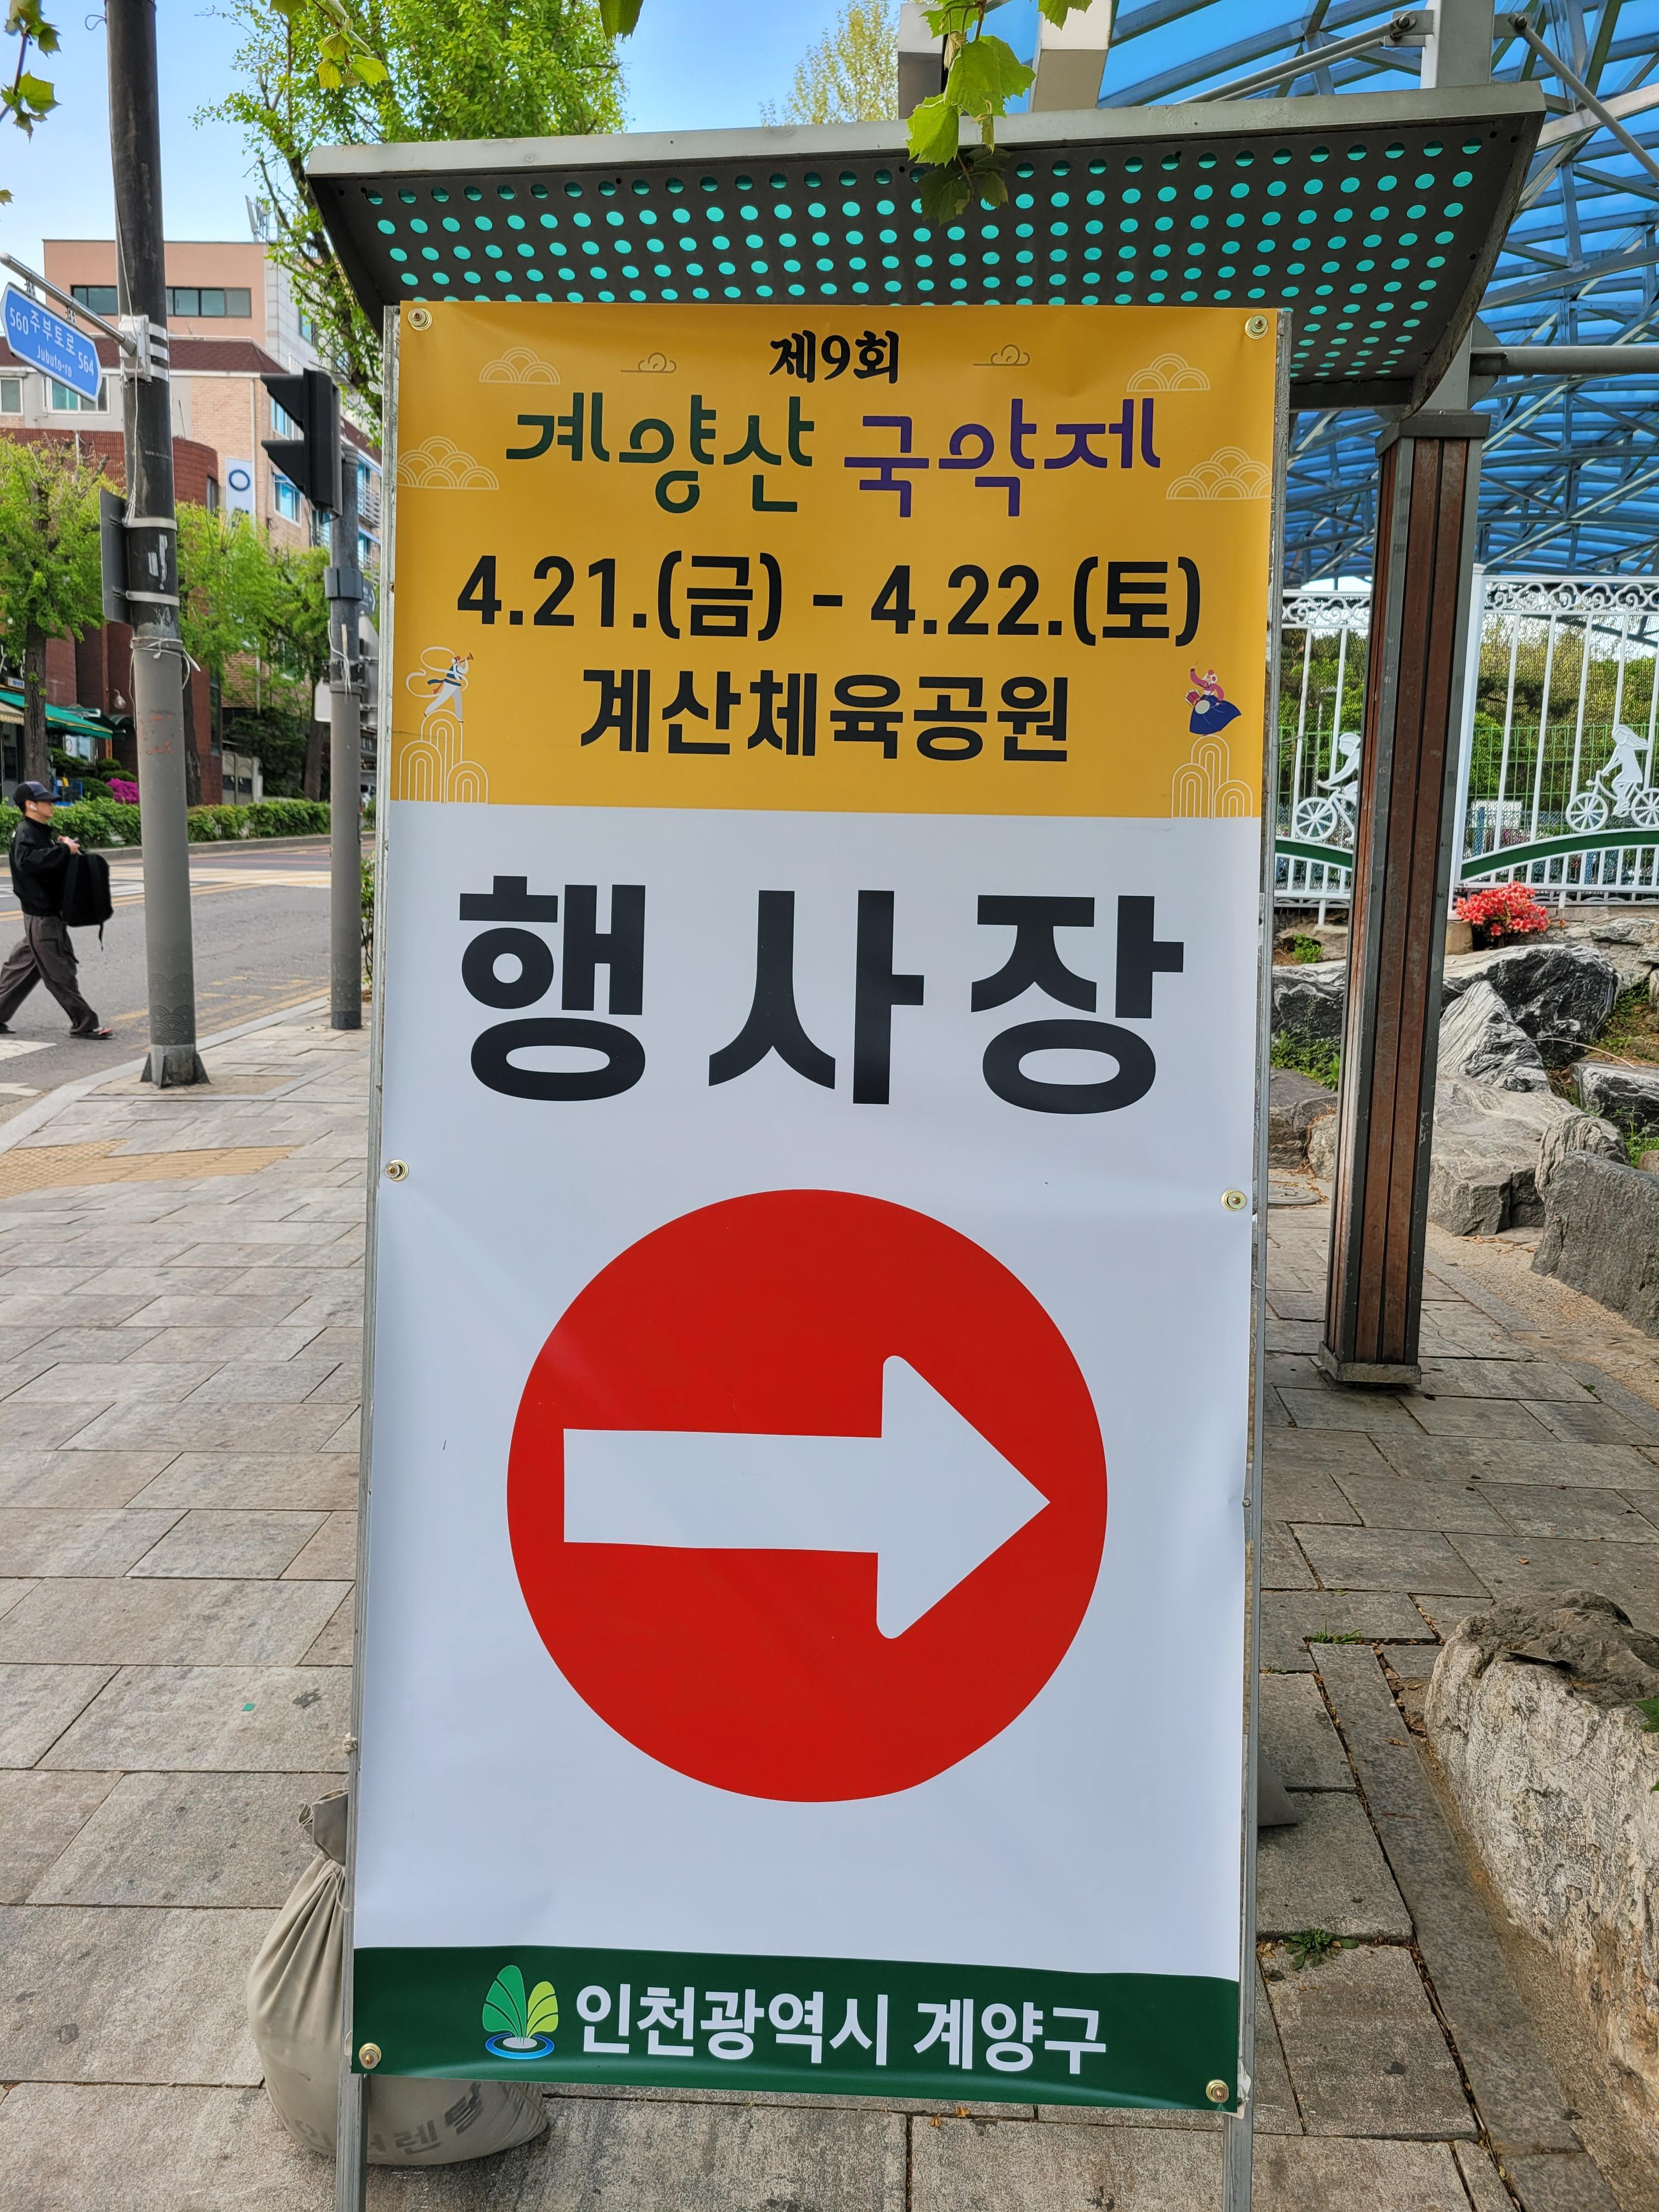 제9회
계양산 국악제
4.21.(금) - 4.22.(토)
계산체육공원
행사장
인천광역시 계양구
560 주부토로 564
Jubuto-ro